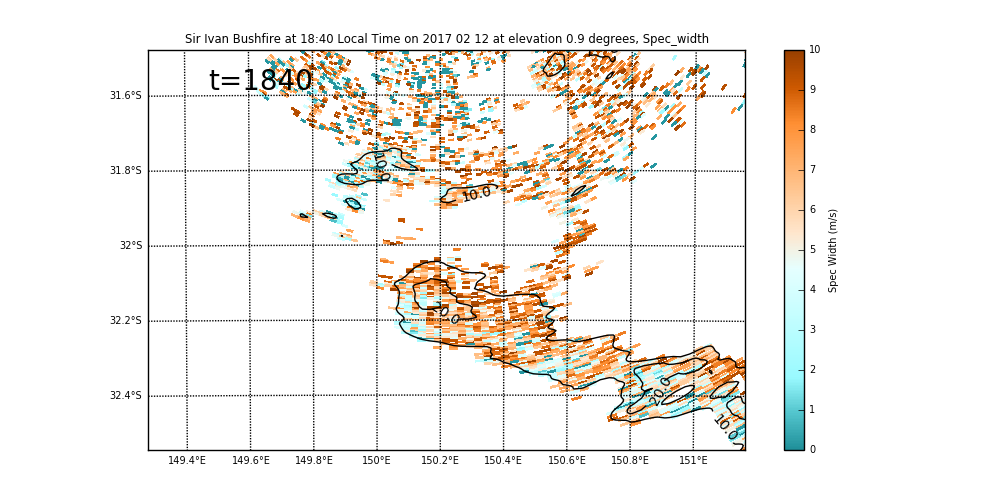 Sir Ivan Bushfire at 18:40 Local Time on 2017 02 12 at elevation 0.9 degrees, Spec_width
t=1840
31.6°S
31.8°S
32°S
32.2°S
32.4°S
149.4°E 149.6°E 149.8°E 150°E 150.2°E 150.4°E 150.6°E 150.8°E 151°E
10.0
10.0
10.0
10
9
8
7
6
5
4
3
2
1
0
Spec Width (m/s)